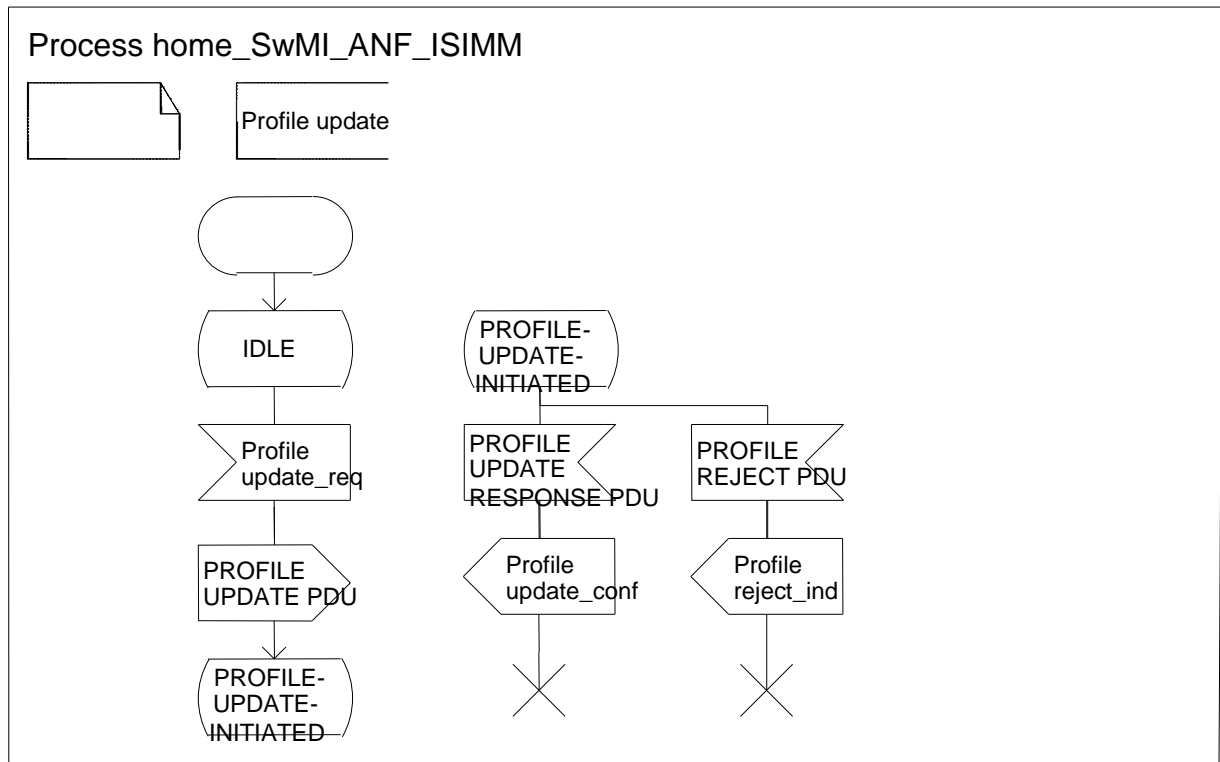 Process home_SwMI_ANF_ISIMM
Profile update
IDLE
Profile
update_req
PROFILE
UPDATE PDU
PROFILE-
UPDATE-
INITIATED
PROFILE-
UPDATE-
INITIATED
PROFILE
UPDATE
RESPONSE PDU
Profile
update_conf
PROFILE
REJECT PDU
Profile
reject_ind